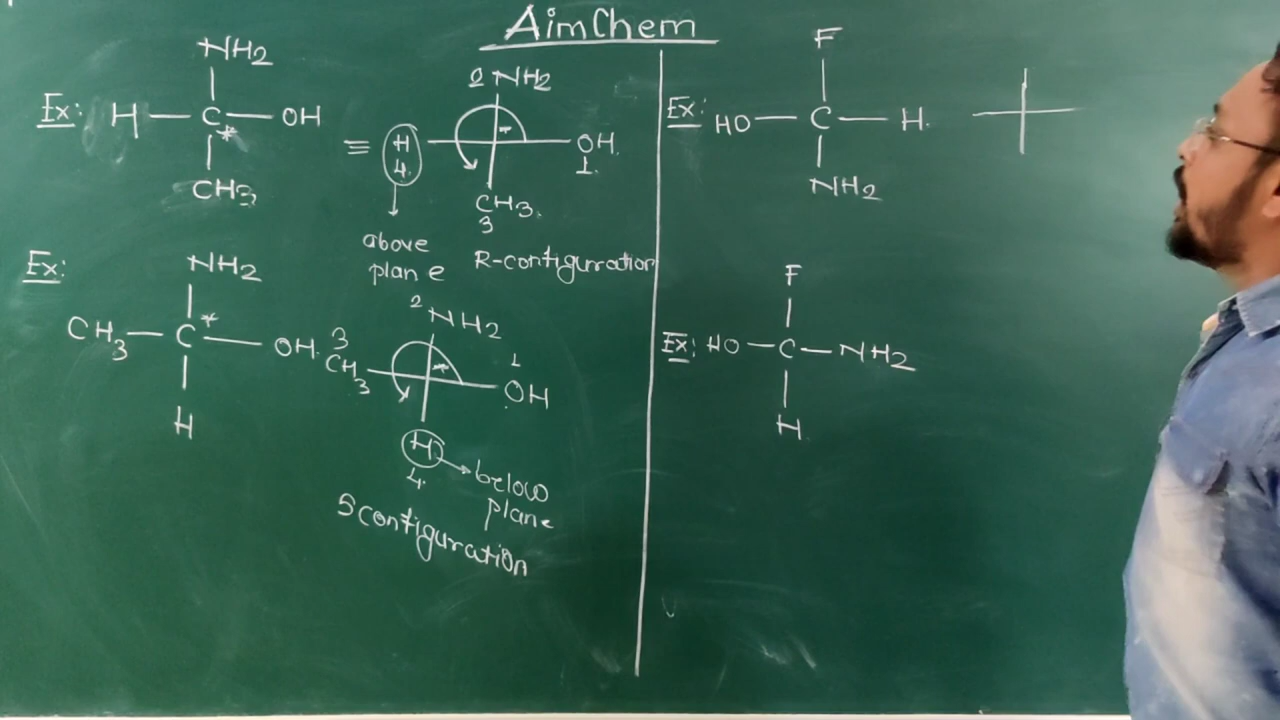 AimChem
NH2
Ex: H — C — OH
*
CH3
≡
2 NH2
H
4.
OH.
1.
CH3.
3
above
plane
R-configuration
Ex:
NH2
CH3 — C* — OH.
H
2 NH2
3
CH3
1
OH
H
4.
below
plane
S configuration
F
Ex: HO — C — H.
NH2
F
Ex: HO — C — NH2
H.